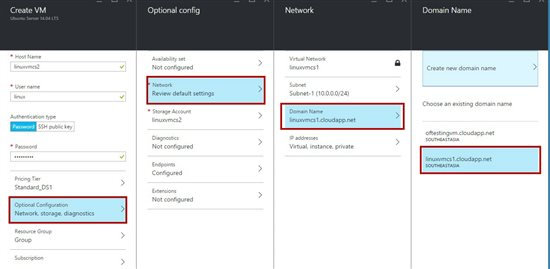 Create VM
Ubuntu Server 14.04 LTS
* Host Name
linuxvmcs2
* User name
linux
Authentication type
Password
SSH public key
* Password
•••••••••
Pricing Tier
Standard_DS1
Optional Configuration
Network, storage, diagnostics
Resource Group
Group
Subscription
Optional config
Availability set
Not configured
* Network
Review default settings
* Storage Account
linuxvmcs2
Diagnostics
Not configured
Endpoints
Configured
Extensions
Not configured
Network
Virtual Network
linuxvmcs1
Subnet
Subnet-1 (10.0.0.0/24)
Domain Name
linuxvmcs1.cloudapp.net
IP addresses
Virtual, instance, private
Domain Name
Create new domain name
Choose an existing domain name
oftestingvm.cloudapp.net
SOUTHEASTASIA
linuxvmcs1.cloudapp.net
SOUTHEASTASIA